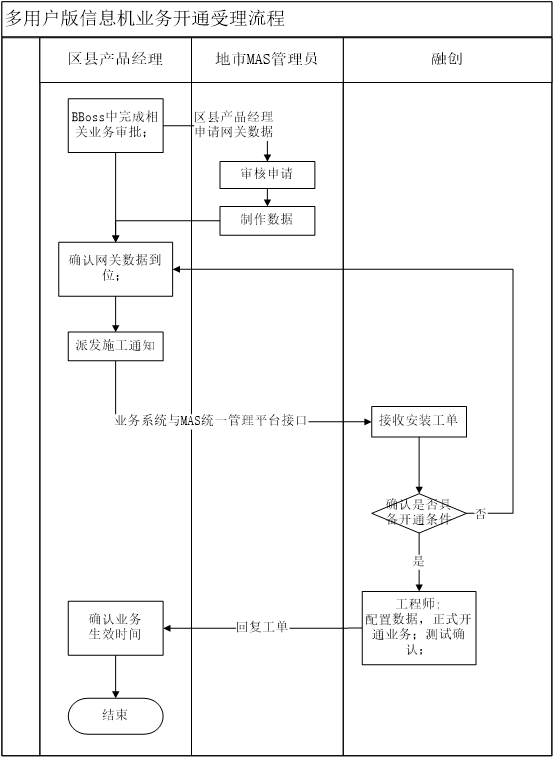 多用户版信息机业务开通受理流程
区县产品经理
地市MAS管理员
融创
BBoss中完成相
关业务审批；
区县产品经理
申请网关数据
审核申请
制作数据
确认网关数据到
位；
派发施工通知
业务系统与MAS统一管理平台接口
接收安装工单
确认是否具
备开通条件
否
是
工程师：
配置数据，正式开
通业务；测试确
认；
回复工单
确认业务
生效时间
结束